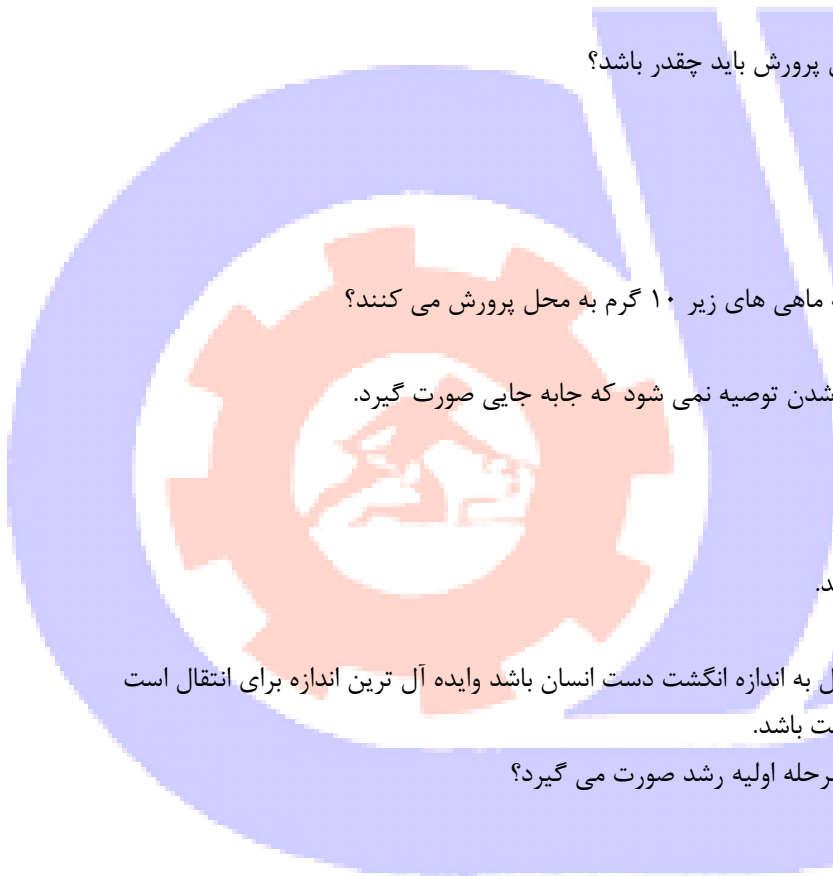 پرورش باید چقدر باشد؟
ماهی های زیر ۱۰ گرم به محل پرورش می کنند؟
شدن توصیه نمی شود که جابه جایی صورت گیرد.
به اندازه انگشت دست انسان باشد وایده آل ترین اندازه برای انتقال است
باشد.
اولیه رشد صورت می گیرد؟